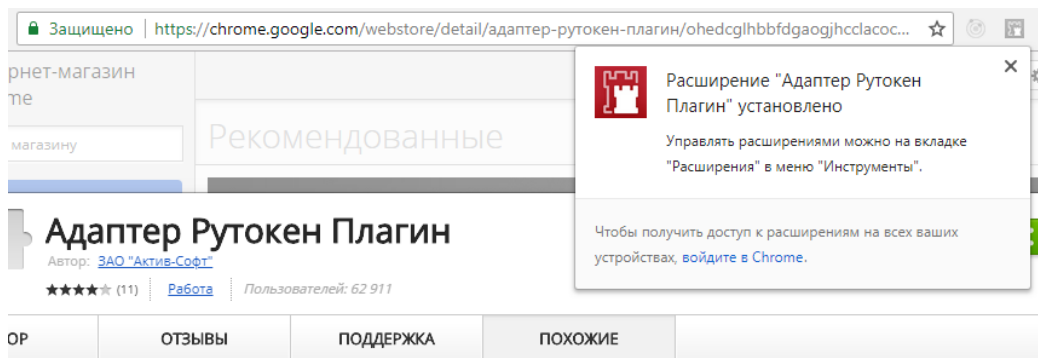 Защищено | https://chrome.google.com/webstore/detail/адаптер-рутокен-плагин/ohedcglhbbfdgaogjhcclacoc...
рнет-магазин
me
магазину
Рекомендованные
Расширение "Адаптер Рутокен
Плагин" установлено
Управлять расширениями можно на вкладке
"Расширения" в меню "Инструменты".
Чтобы получить доступ к расширениям на всех ваших
устройствах, войдите в Chrome.
Адаптер Рутокен Плагин
Автор: ЗАО "Актив-Софт"
(11) Работа Пользователей: 62 911
ОР ОТЗЫВЫ ПОДДЕРЖКА ПОХОЖИЕ